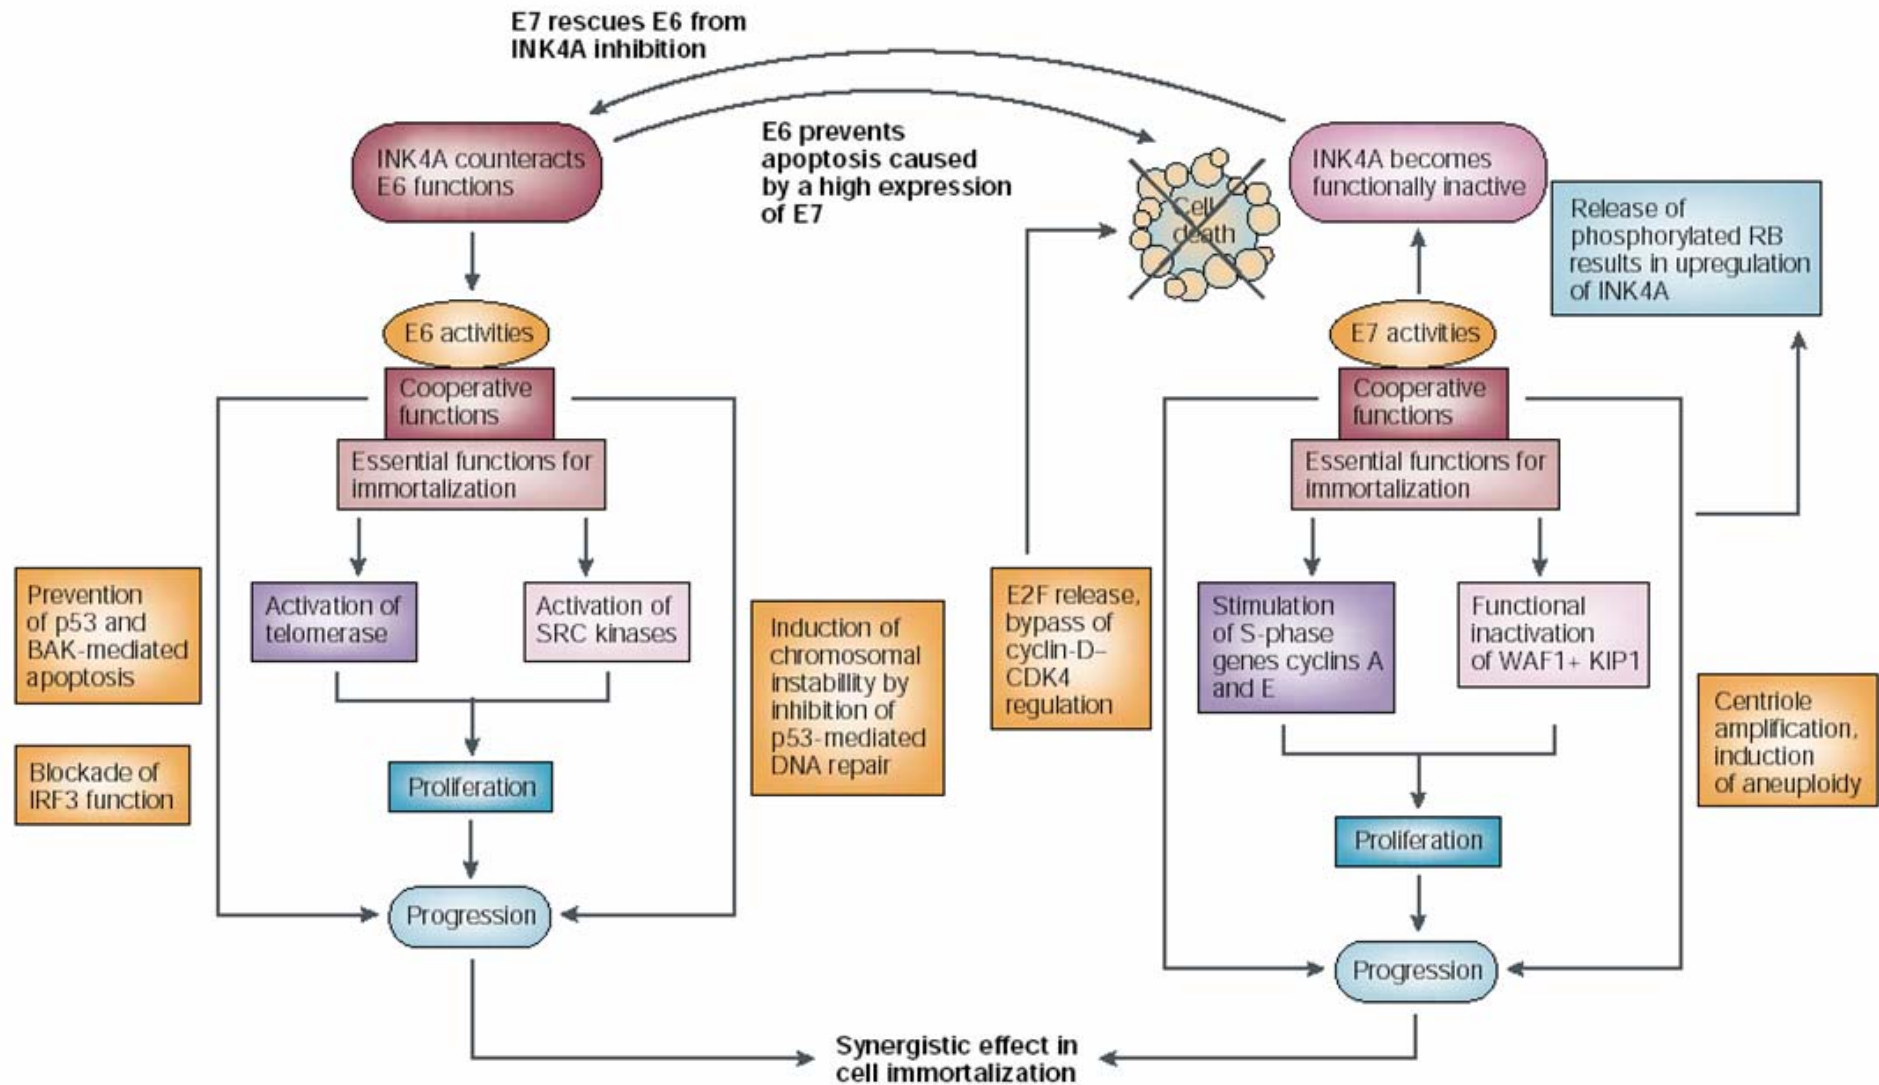 E7 rescues E6 from
INK4A inhibition
E6 prevents
apoptosis caused
by a high expression
of E7
INK4A counteracts
E6 functions
Cell
death
INK4A becomes
functionally inactive
Release of
phosphorylated RB
results in upregulation
of INK4A
E6 activities
Cooperative
functions
Essential functions for
immortalization
Prevention
of p53 and
BAK-mediated
apoptosis
Blockade of
IRF3 function
Activation of
telomerase
Activation of
SRC kinases
Induction of
chromosomal
instabillity by
inhibition of
p53-mediated
DNA repair
Proliferation
Progression
E7 activities
Cooperative
functions
Essential functions for
immortalization
E2F release,
bypass of
cyclin-D–
CDK4
regulation
Stimulation
of S-phase
genes cyclins A
and E
Functional
inactivation
of WAF1+ KIP1
Centriole
amplification,
induction
of aneuploidy
Proliferation
Progression
Synergistic effect in
cell immortalization